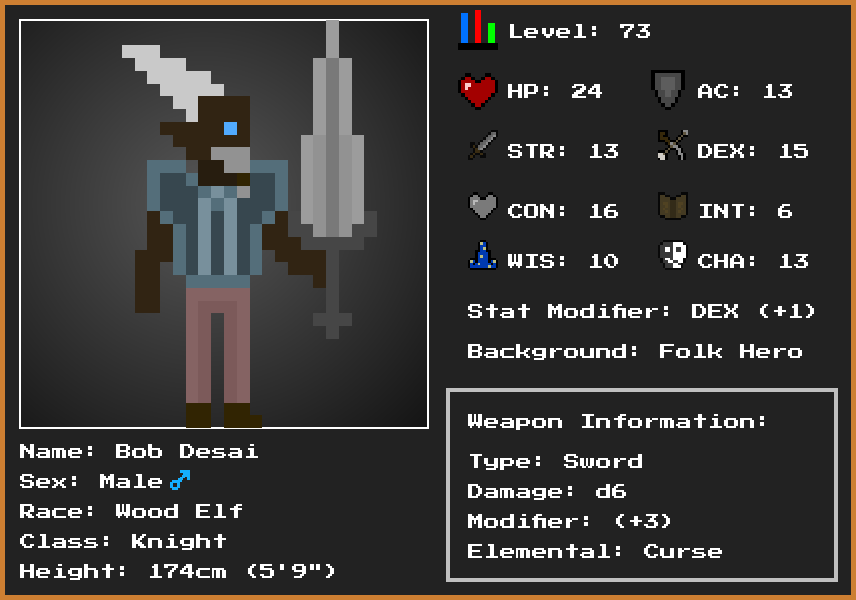 Level: 73
HP: 24
AC: 13
STR: 13
DEX: 15
CON: 16
INT: 6
WIS: 10
CHA: 13
Stat Modifier: DEX (+1)
Background: Folk Hero
Name: Bob Desai
Sex: Male ♂
Race: Wood Elf
Class: Knight
Height: 174cm (5'9")
Weapon Information:
Type: Sword
Damage: d6
Modifier: (+3)
Elemental: Curse